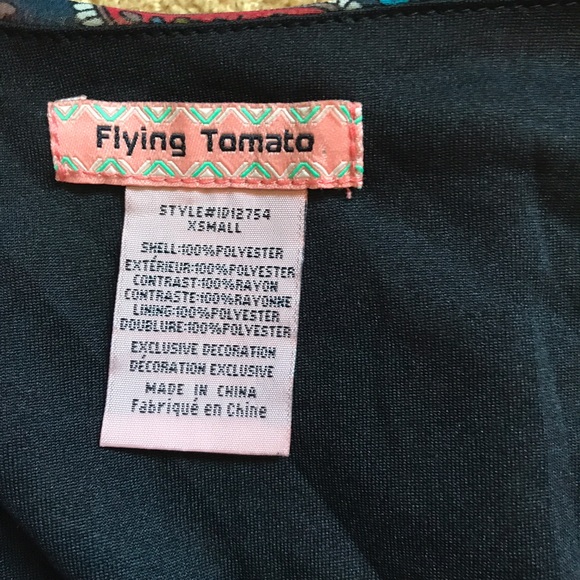 Flying Tomato
STYLE#ID12754
XSMALL
SHELL:100%POLYESTER
EXTÉRIEUR:100%POLYESTER
CONTRAST:100%RAYON
CONTRASTE:100%RAYONNE
LINING:100%POLYESTER
DOUBLURE:100%POLYESTER
EXCLUSIVE DECORATION
DÉCORATION EXCLUSIVE
MADE IN CHINA
Fabriqué en Chine